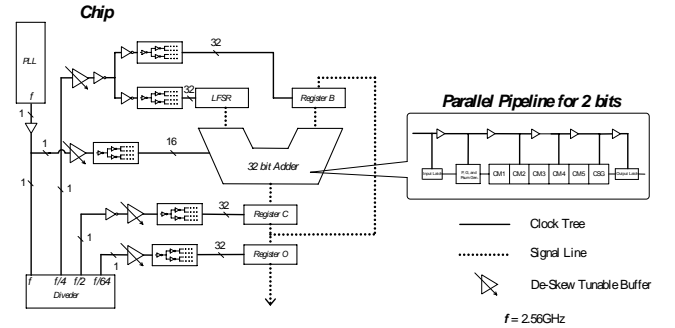 Chip
PLL
f
1
1
1
1
1
1
32
32
LFSR
Register B
16
32 bit Adder
32
Register C
32
Register O
f f/4 f/2 f/64
Diveder
Parallel Pipeline for 2 bits
Input Latch
CM1 CM2 CM3 CM4 CM5 CSG
Output Latch
Clock Tree
Signal Line
De-Skew Tunable Buffer
f = 2.56GHz